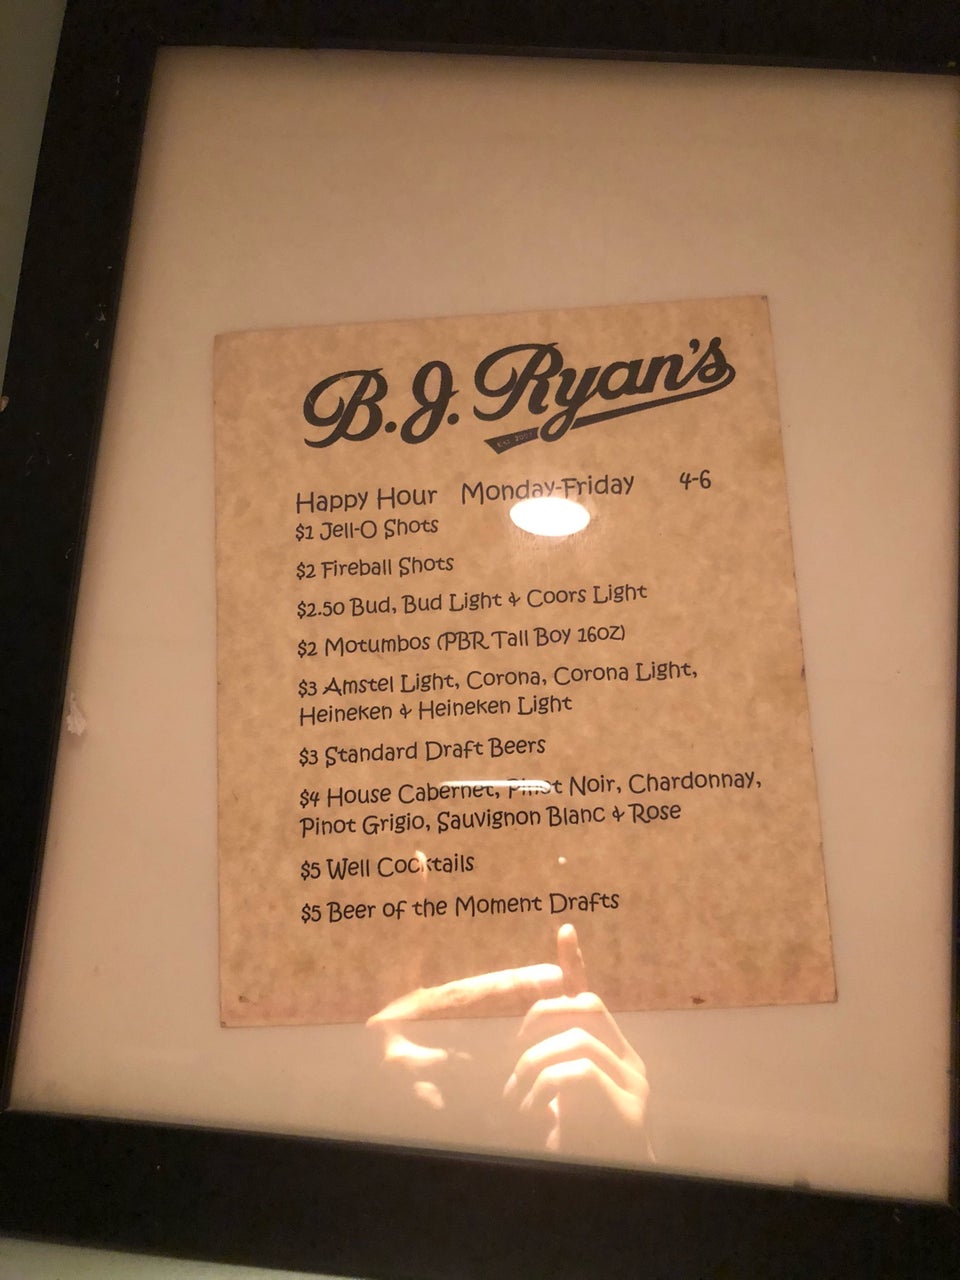 B.J. Ryan's
Happy Hour Monday-Friday 4-6
$1 Jell-O Shots
$2 Fireball Shots
$2.50 Bud, Bud Light & Coors Light
$2 Motumbos (PBR Tall Boy 16oz)
$3 Amstel Light, Corona, Corona Light,
Heineken & Heineken Light
$3 Standard Draft Beers
$4 House Cabernet, Pinot Noir, Chardonnay,
Pinot Grigio, Sauvignon Blanc & Rose
$5 Well Cocktails
$5 Beer of the Moment Drafts